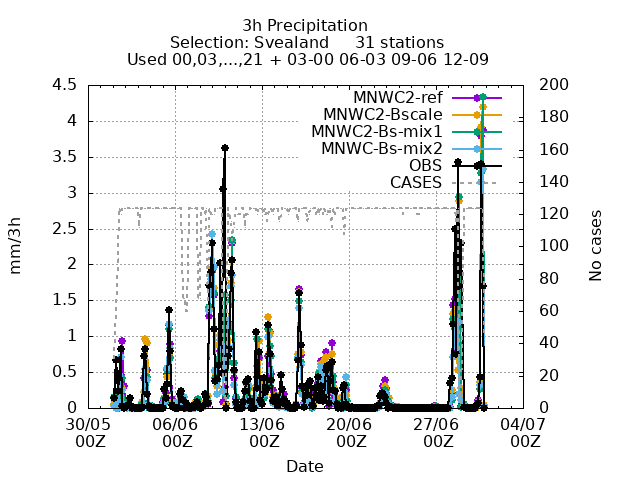 3h Precipitation
Selection: Svealand 31 stations
Used 00,03,...,21 + 03-00 06-03 09-06 12-09
4.5
4
3.5
3
2.5
2
1.5
1
0.5
0
mm/3h
200
180
160
140
120
100
80
60
40
20
0
No cases
MNWC2-ref
MNWC2-Bscale
MNWC2-Bs-mix1
MNWC-Bs-mix2
OBS
CASES
30/05 06/06 13/06 20/06 27/06 04/07
00Z 00Z 00Z 00Z 00Z 00Z
Date